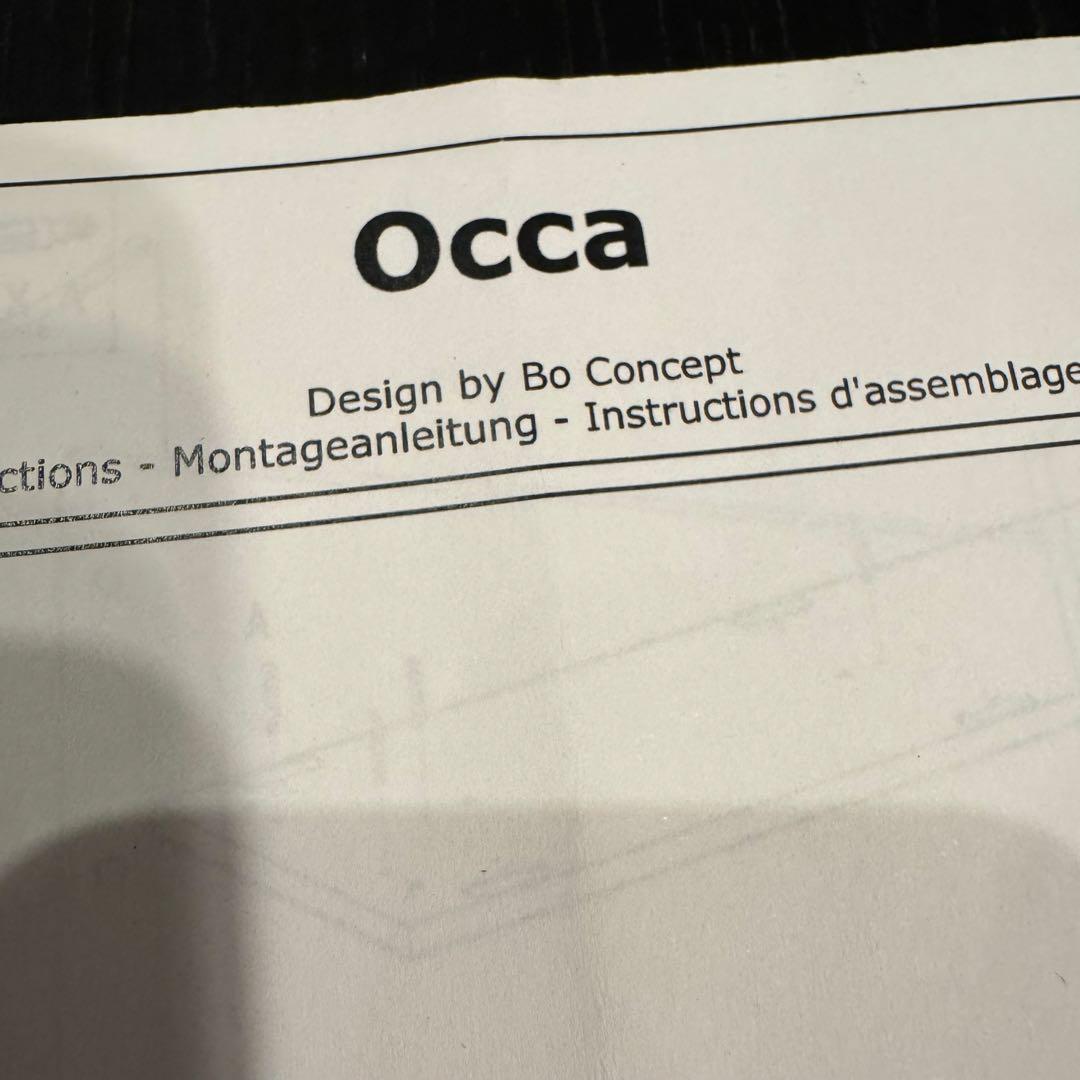 Occa
Design by Bo Concept
ctions - Montageanleitung - Instructions d'assemblage